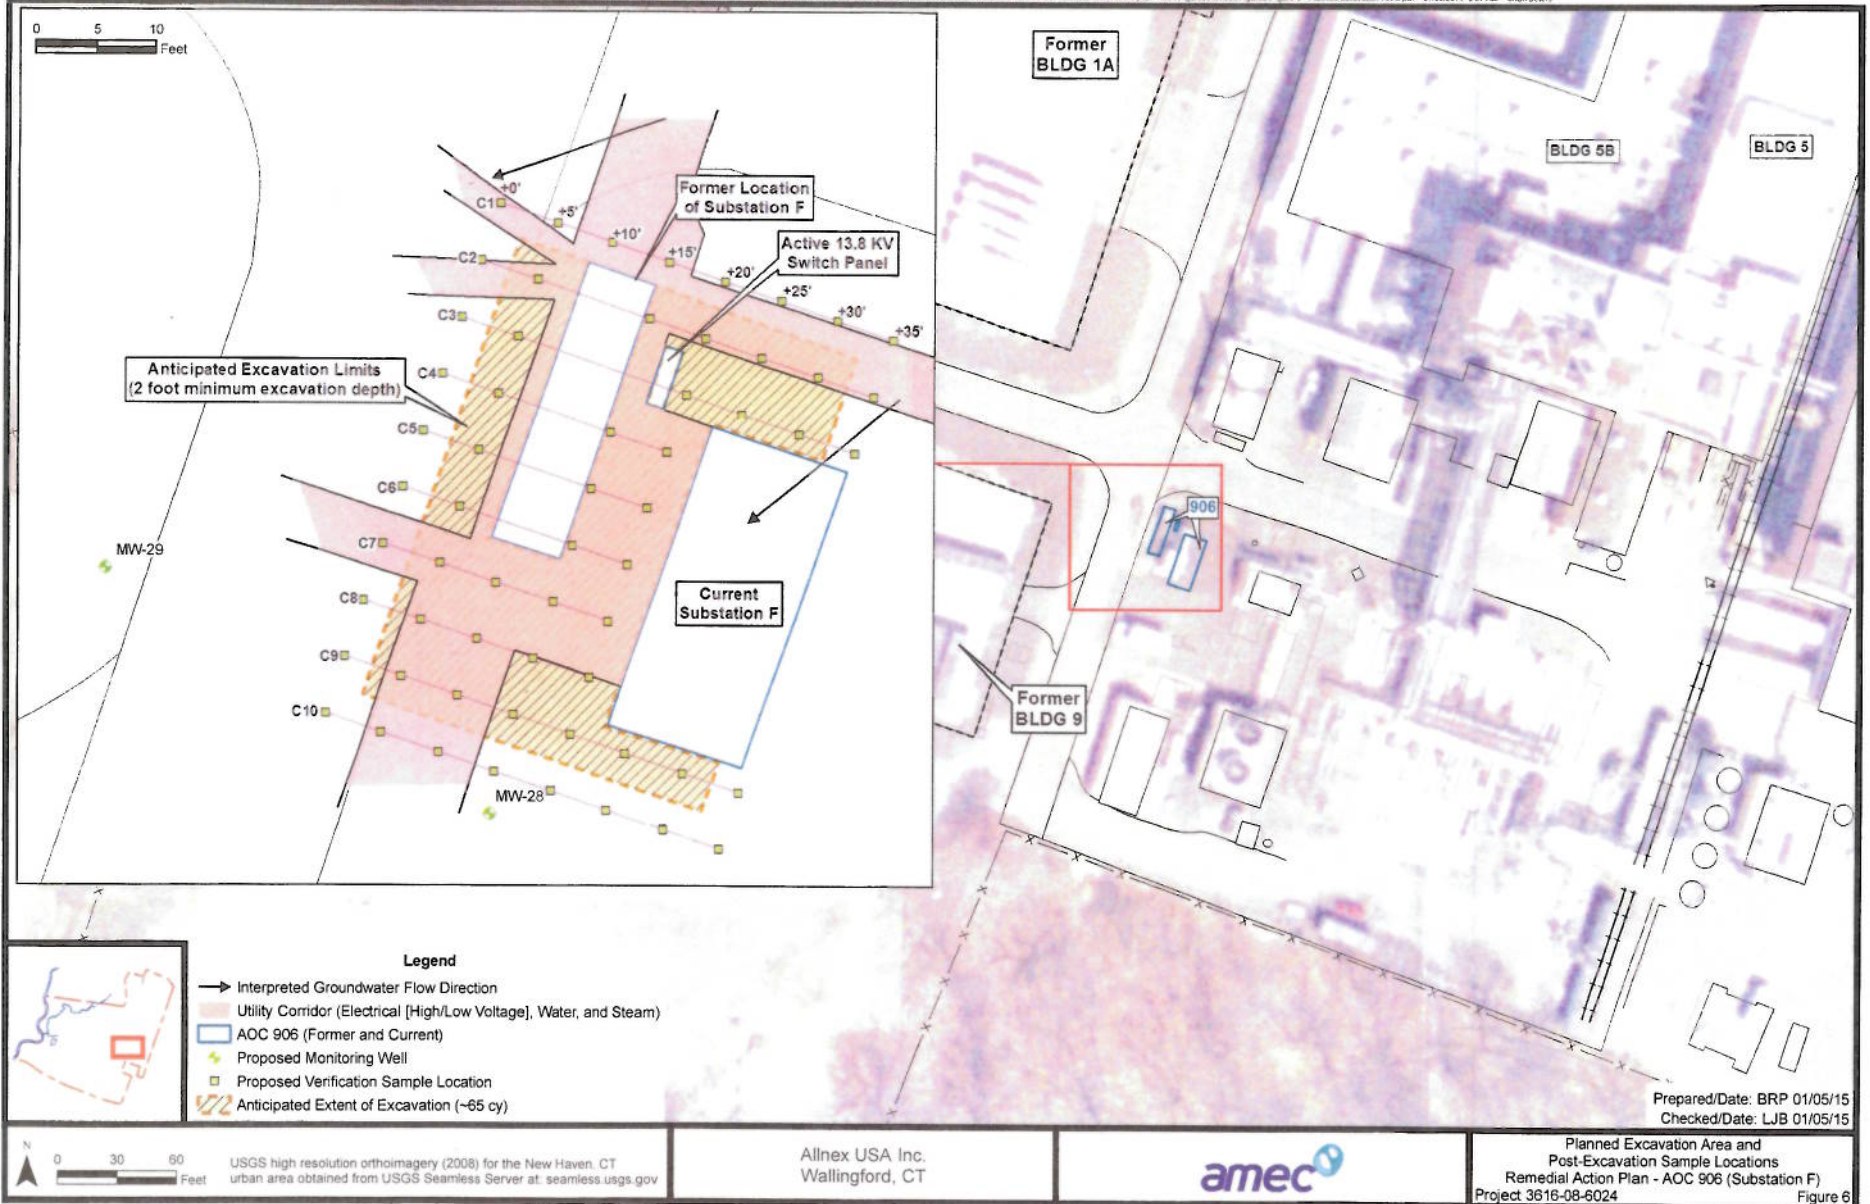 0 5 10
Feet
Former
BLDG 1A
BLDG 5B
BLDG 5
+0'
C1
+5'
+10'
+15'
+20'
+25'
+30'
+35'
Former Location
of Substation F
Active 13.8 KV
Switch Panel
C2
C3
C4
C5
C6
C7
C8
C9
C10
Anticipated Excavation Limits
(2 foot minimum excavation depth)
MW-29
Current
Substation F
MW-28
906
Former
BLDG 9
Legend
Interpreted Groundwater Flow Direction
Utility Corridor (Electrical [High/Low Voltage], Water, and Steam)
AOC 906 (Former and Current)
Proposed Monitoring Well
Proposed Verification Sample Location
Anticipated Extent of Excavation (~65 cy)
Prepared/Date: BRP 01/05/15
Checked/Date: LJB 01/05/15
N
0 30 60
Feet
USGS high resolution orthoimagery (2008) for the New Haven. CT
urban area obtained from USGS Seamless Server at: seamless.usgs.gov
Allnex USA Inc.
Wallingford, CT
amec
Planned Excavation Area and
Post-Excavation Sample Locations
Remedial Action Plan - AOC 906 (Substation F)
Project 3616-08-6024
Figure 6